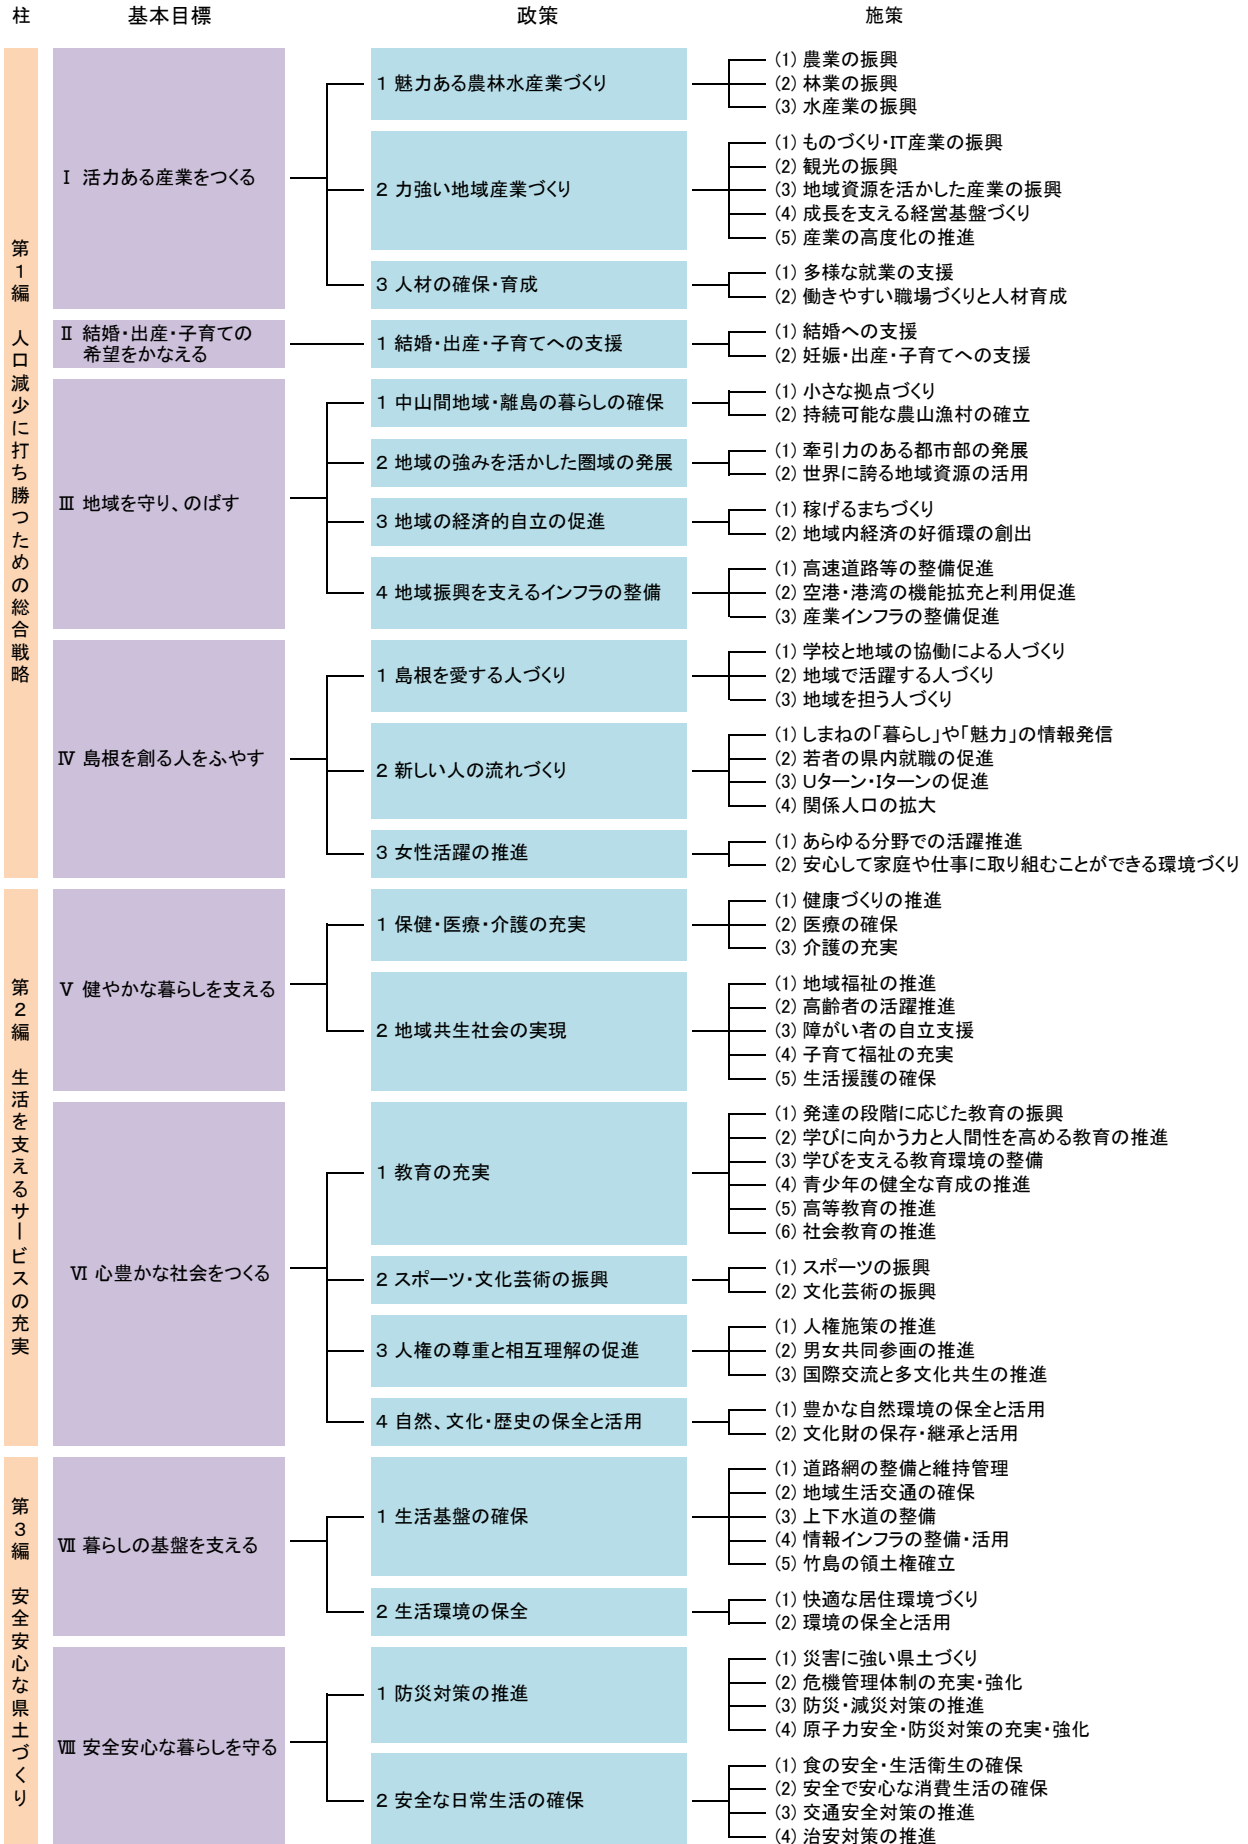 柱 基本目標 政策 施策
第1編 人口減少に打ち勝つための総合戦略
Ⅰ 活力ある産業をつくる
1 魅力ある農林水産業づくり
(1) 農業の振興
(2) 林業の振興
(3) 水産業の振興
2 力強い地域産業づくり
(1) ものづくり・IT産業の振興
(2) 観光の振興
(3) 地域資源を活かした産業の振興
(4) 成長を支える経営基盤づくり
(5) 産業の高度化の推進
3 人材の確保・育成
(1) 多様な就業の支援
(2) 働きやすい職場づくりと人材育成
Ⅱ 結婚・出産・子育ての
希望をかなえる
1 結婚・出産・子育てへの支援
(1) 結婚への支援
(2) 妊娠・出産・子育てへの支援
Ⅲ 地域を守り、のばす
1 中山間地域・離島の暮らしの確保
(1) 小さな拠点づくり
(2) 持続可能な農山漁村の確立
2 地域の強みを活かした圏域の発展
(1) 牽引力のある都市部の発展
(2) 世界に誇る地域資源の活用
3 地域の経済的自立の促進
(1) 稼げるまちづくり
(2) 地域内経済の好循環の創出
4 地域振興を支えるインフラの整備
(1) 高速道路等の整備促進
(2) 空港・港湾の機能拡充と利用促進
(3) 産業インフラの整備促進
Ⅳ 島根を創る人をふやす
1 島根を愛する人づくり
(1) 学校と地域の協働による人づくり
(2) 地域で活躍する人づくり
(3) 地域を担う人づくり
2 新しい人の流れづくり
(1) しまねの「暮らし」や「魅力」の情報発信
(2) 若者の県内就職の促進
(3) Uターン・Iターンの促進
(4) 関係人口の拡大
3 女性活躍の推進
(1) あらゆる分野での活躍推進
(2) 安心して家庭や仕事に取り組むことができる環境づくり
第2編 生活を支えるサービスの充実
Ⅴ 健やかな暮らしを支える
1 保健・医療・介護の充実
(1) 健康づくりの推進
(2) 医療の確保
(3) 介護の充実
2 地域共生社会の実現
(1) 地域福祉の推進
(2) 高齢者の活躍推進
(3) 障がい者の自立支援
(4) 子育て福祉の充実
(5) 生活援護の確保
Ⅵ 心豊かな社会をつくる
1 教育の充実
(1) 発達の段階に応じた教育の振興
(2) 学びに向かう力と人間性を高める教育の推進
(3) 学びを支える教育環境の整備
(4) 青少年の健全な育成の推進
(5) 高等教育の推進
(6) 社会教育の推進
2 スポーツ・文化芸術の振興
(1) スポーツの振興
(2) 文化芸術の振興
3 人権の尊重と相互理解の促進
(1) 人権施策の推進
(2) 男女共同参画の推進
(3) 国際交流と多文化共生の推進
4 自然、文化・歴史の保全と活用
(1) 豊かな自然環境の保全と活用
(2) 文化財の保存・継承と活用
第3編 安全安心な県土づくり
Ⅶ 暮らしの基盤を支える
1 生活基盤の確保
(1) 道路網の整備と維持管理
(2) 地域生活交通の確保
(3) 上下水道の整備
(4) 情報インフラの整備・活用
(5) 竹島の領土権確立
2 生活環境の保全
(1) 快適な居住環境づくり
(2) 環境の保全と活用
Ⅷ 安全安心な暮らしを守る
1 防災対策の推進
(1) 災害に強い県土づくり
(2) 危機管理体制の充実・強化
(3) 防災・減災対策の推進
(4) 原子力安全・防災対策の充実・強化
2 安全な日常生活の確保
(1) 食の安全・生活衛生の確保
(2) 安全で安心な消費生活の確保
(3) 交通安全対策の推進
(4) 治安対策の推進